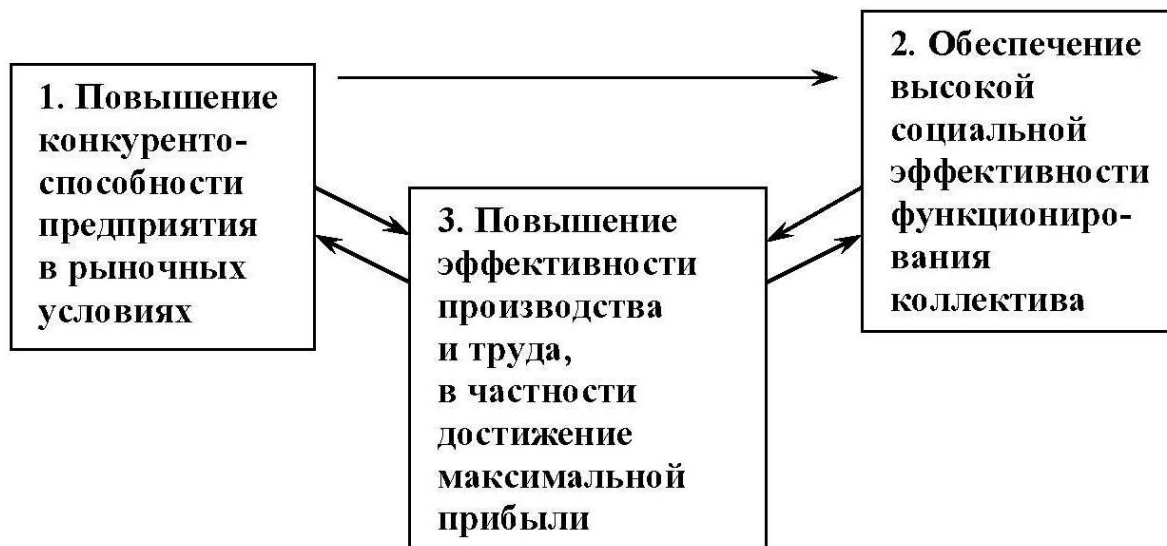 1. Повышение
конкуренто-
способности
предприятия
в рыночных
условиях
2. Обеспечение
высокой
социальной
эффективности
функциониро-
вания
коллектива
3. Повышение
эффективности
производства
и труда,
в частности
достижение
максимальной
прибыли